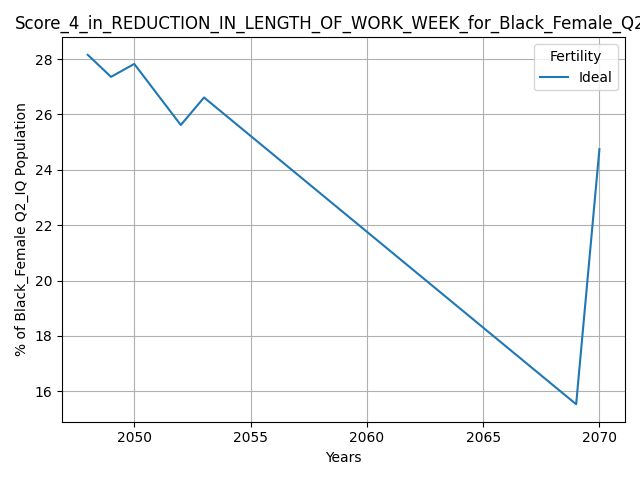 Score_4_in_REDUCTION_IN_LENGTH_OF_WORK_WEEK_for_Black_Female_Q2
Fertility
Ideal
28
26
24
22
20
18
16
% of Black_Female Q2_IQ Population
2050 2055 2060 2065 2070
Years